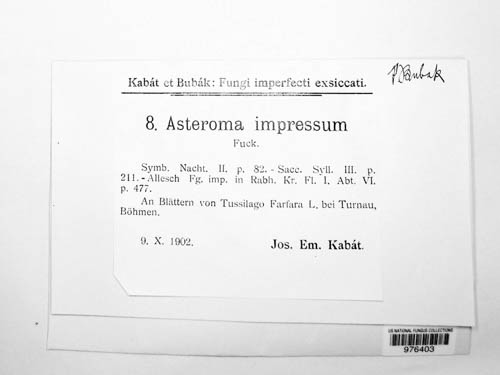 Bubak
Kabát et Bubák: Fungi imperfecti exsiccati.
8. Asteroma impressum
Fuck.
Symb. Nacht. II. p. 82. - Sacc. Syll. III. p.
211. - Allesch Fg. imp. in Rabh. Kr. Fl. I. Abt. VI.
p. 477.
An Blättern von Tussilago Farfara L. bei Turnau,
Böhmen.
9. X. 1902.
Jos. Em. Kabát.
US NATIONAL FUNGUS COLLECTIONS
976403